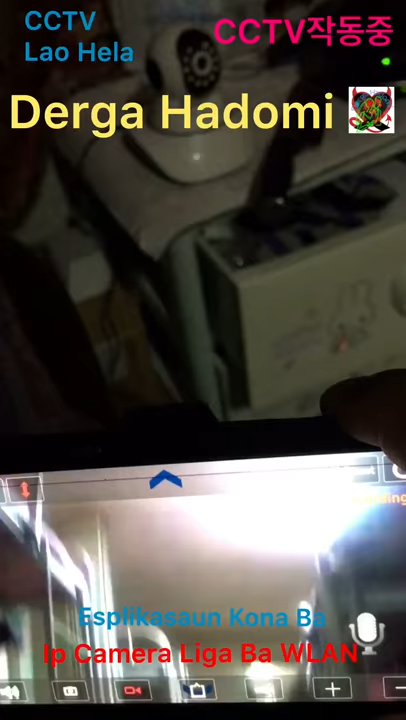 CCTV
Lao Hela
CCTV작동중
Derga Hadomi
Esplikasaun Kona Ba
Ip Camera Liga Ba WLAN